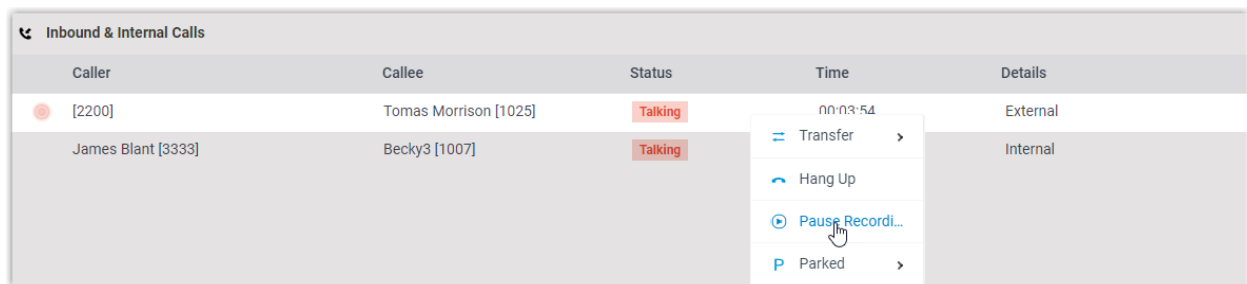 Inbound & Internal Calls
Caller Callee Status Time Details
[2200] Tomas Morrison [1025] Talking 00:03:54 External
James Blant [3333] Becky3 [1007] Talking Internal
Transfer
Hang Up
Pause Recordi...
P Parked